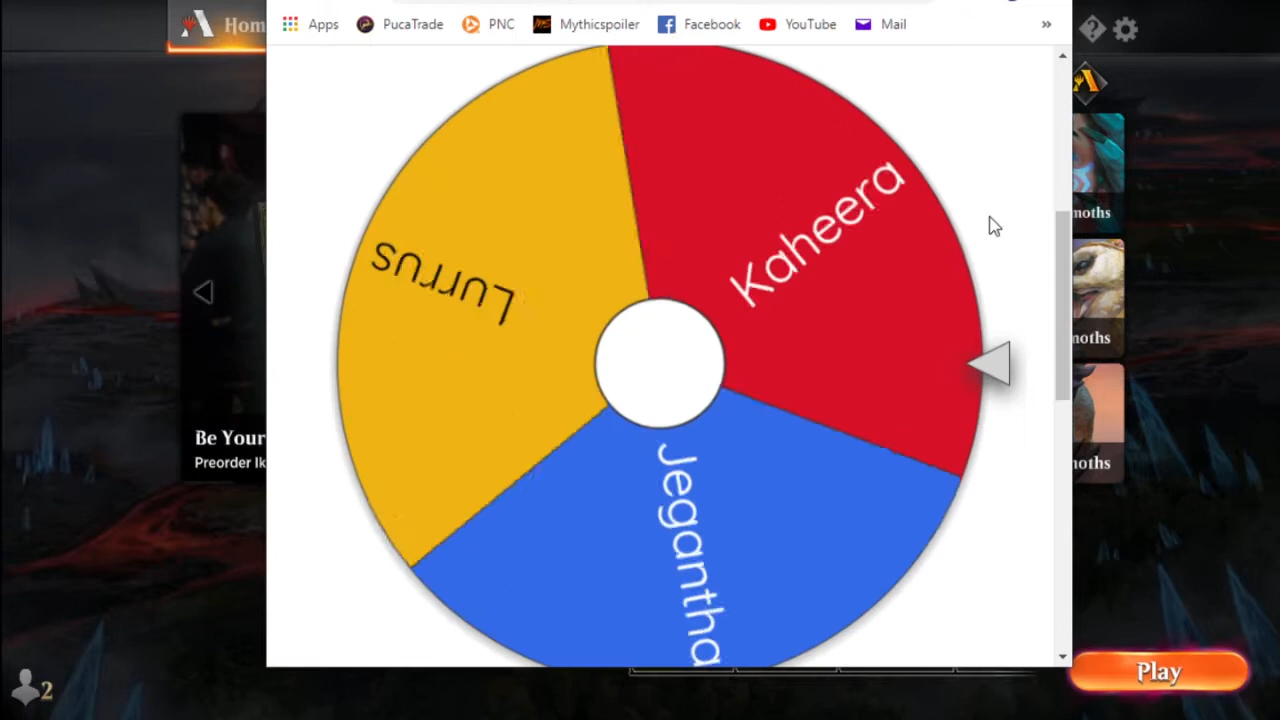 Hom
Apps PucaTrade PNC Mythicspoiler Facebook YouTube Mail »
Kaheera
Lurrus
Jegantha
Be Your
Preorder Ik
moths
moths
moths
2
Play